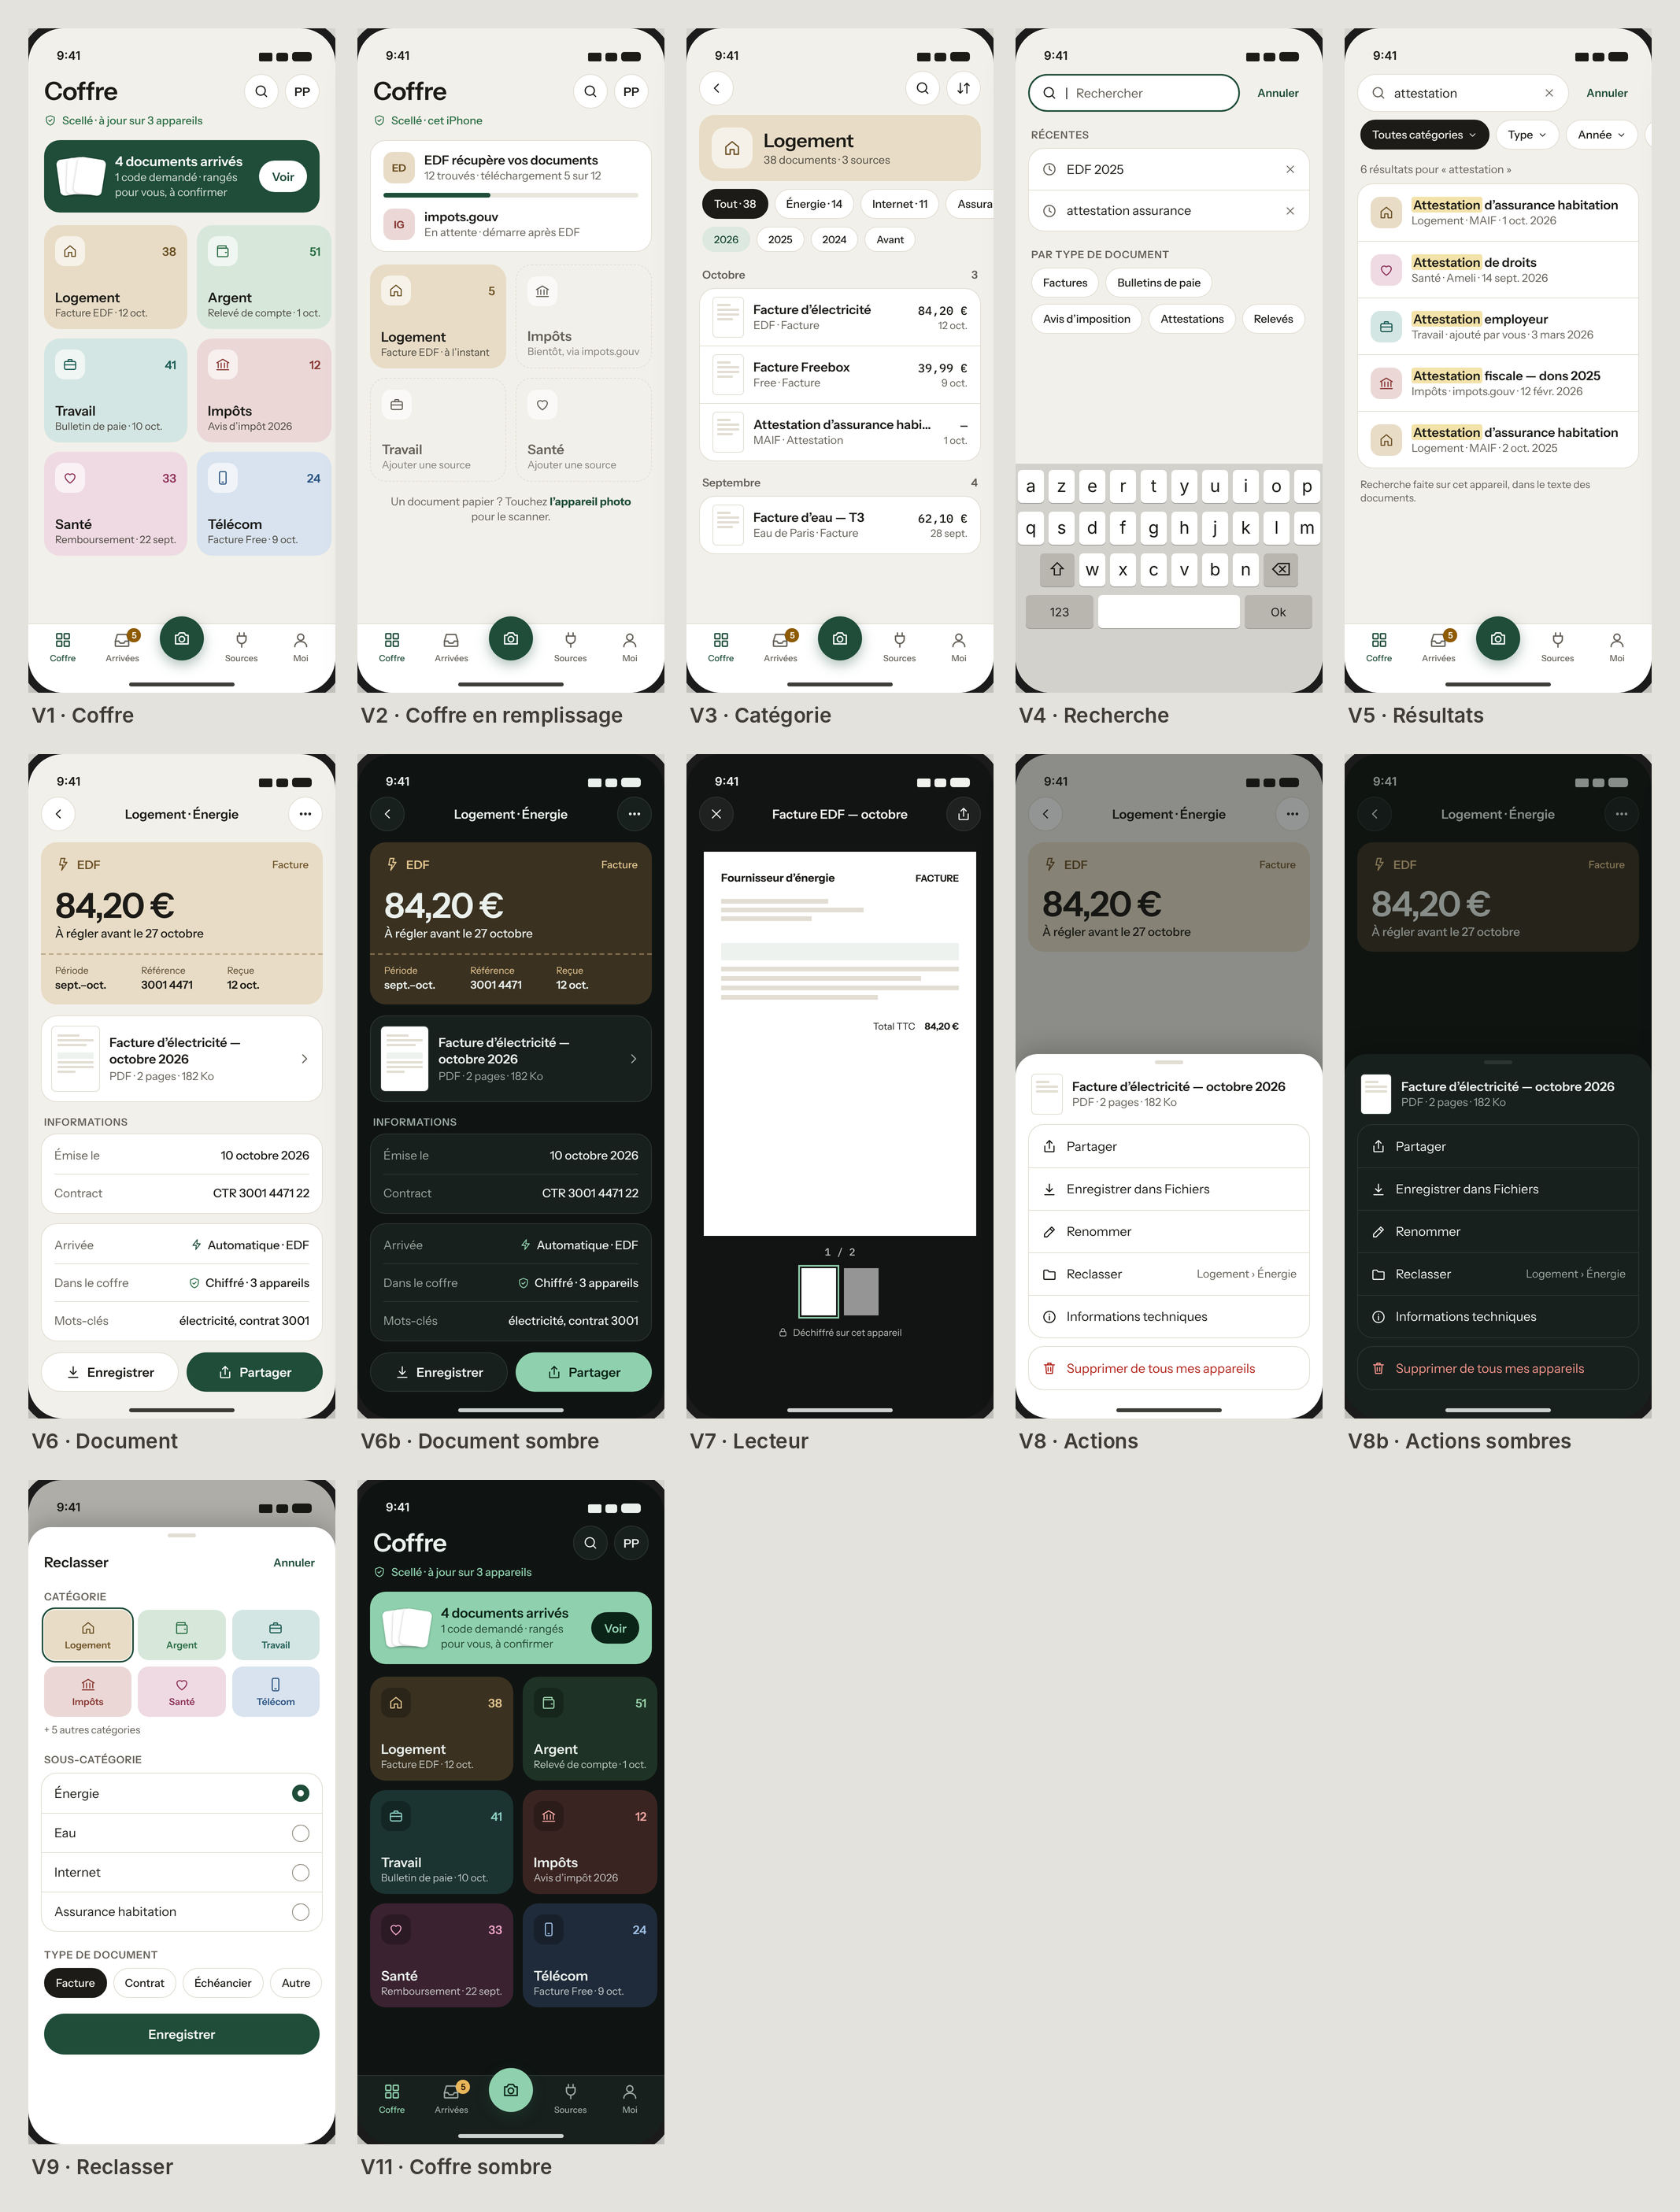 9:41
Coffre
PP
Scellé · à jour sur 3 appareils
4 documents arrivés
1 code demandé · rangés
pour vous, à confirmer
Voir
38
Logement
Facture EDF · 12 oct.
51
Argent
Relevé de compte · 1 oct.
41
Travail
Bulletin de paie · 10 oct.
12
Impôts
Avis d’impôt 2026
33
Santé
Remboursement · 22 sept.
24
Télécom
Facture Free · 9 oct.
Coffre
Arrivées
5
Sources
Moi
V1 · Coffre
9:41
Coffre
PP
Scellé · cet iPhone
ED
EDF récupère vos documents
12 trouvés · téléchargement 5 sur 12
IG
impots.gouv
En attente · démarre après EDF
5
Logement
Facture EDF · à l’instant
Impôts
Bientôt, via impots.gouv
Travail
Ajouter une source
Santé
Ajouter une source
Un document papier ? Touchez l’appareil photo
pour le scanner.
Coffre
Arrivées
Sources
Moi
V2 · Coffre en remplissage
9:41
Logement
38 documents · 3 sources
Tout · 38
Énergie · 14
Internet · 11
Assura
2026
2025
2024
Avant
Octobre
3
Facture d’électricité
84,20 €
EDF · Facture
12 oct.
Facture Freebox
39,99 €
Free · Facture
9 oct.
Attestation d’assurance habi...
–
MAIF · Attestation
1 oct.
Septembre
4
Facture d’eau — T3
62,10 €
Eau de Paris · Facture
28 sept.
Coffre
Arrivées
5
Sources
Moi
V3 · Catégorie
9:41
Rechercher
Annuler
RÉCENTES
EDF 2025
attestation assurance
PAR TYPE DE DOCUMENT
Factures
Bulletins de paie
Avis d’imposition
Attestations
Relevés
a z e r t y u i o p
q s d f g h j k l m
w x c v b n
123
Ok
V4 · Recherche
9:41
attestation
Annuler
Toutes catégories
Type
Année
6 résultats pour « attestation »
Attestation d’assurance habitation
Logement · MAIF · 1 oct. 2026
Attestation de droits
Santé · Ameli · 14 sept. 2026
Attestation employeur
Travail · ajouté par vous · 3 mars 2026
Attestation fiscale — dons 2025
Impôts · impots.gouv · 12 févr. 2026
Attestation d’assurance habitation
Logement · MAIF · 2 oct. 2025
Recherche faite sur cet appareil, dans le texte des
documents.
Coffre
Arrivées
5
Sources
Moi
V5 · Résultats
9:41
Logement · Énergie
EDF
Facture
84,20 €
À régler avant le 27 octobre
Période
Référence
Reçue
sept.–oct.
3001 4471
12 oct.
Facture d’électricité —
octobre 2026
PDF · 2 pages · 182 Ko
INFORMATIONS
Émise le
10 octobre 2026
Contract
CTR 3001 4471 22
Arrivée
Automatique · EDF
Dans le coffre
Chiffré · 3 appareils
Mots-clés
électricité, contrat 3001
Enregistrer
Partager
V6 · Document
9:41
Logement · Énergie
EDF
Facture
84,20 €
À régler avant le 27 octobre
Période
Référence
Reçue
sept.–oct.
3001 4471
12 oct.
Facture d’électricité —
octobre 2026
PDF · 2 pages · 182 Ko
INFORMATIONS
Émise le
10 octobre 2026
Contract
CTR 3001 4471 22
Arrivée
Automatique · EDF
Dans le coffre
Chiffré · 3 appareils
Mots-clés
électricité, contrat 3001
Enregistrer
Partager
V6b · Document sombre
9:41
Facture EDF — octobre
Fournisseur d’énergie
FACTURE
Total TTC 84,20 €
1 / 2
Déchiffré sur cet appareil
V7 · Lecteur
9:41
Logement · Énergie
EDF
Facture
84,20 €
À régler avant le 27 octobre
Facture d’électricité — octobre 2026
PDF · 2 pages · 182 Ko
Partager
Enregistrer dans Fichiers
Renommer
Reclasser
Logement › Énergie
Informations techniques
Supprimer de tous mes appareils
V8 · Actions
9:41
Logement · Énergie
EDF
Facture
84,20 €
À régler avant le 27 octobre
Facture d’électricité — octobre 2026
PDF · 2 pages · 182 Ko
Partager
Enregistrer dans Fichiers
Renommer
Reclasser
Logement › Énergie
Informations techniques
Supprimer de tous mes appareils
V8b · Actions sombres
9:41
Reclasser
Annuler
CATÉGORIE
Logement
Argent
Travail
Impôts
Santé
Télécom
+ 5 autres catégories
SOUS-CATÉGORIE
Énergie
Eau
Internet
Assurance habitation
TYPE DE DOCUMENT
Facture
Contrat
Échéancier
Autre
Enregistrer
V9 · Reclasser
9:41
Coffre
PP
Scellé · à jour sur 3 appareils
4 documents arrivés
1 code demandé · rangés
pour vous, à confirmer
Voir
38
Logement
Facture EDF · 12 oct.
51
Argent
Relevé de compte · 1 oct.
41
Travail
Bulletin de paie · 10 oct.
12
Impôts
Avis d’impôt 2026
33
Santé
Remboursement · 22 sept.
24
Télécom
Facture Free · 9 oct.
Coffre
Arrivées
5
Sources
Moi
V11 · Coffre sombre